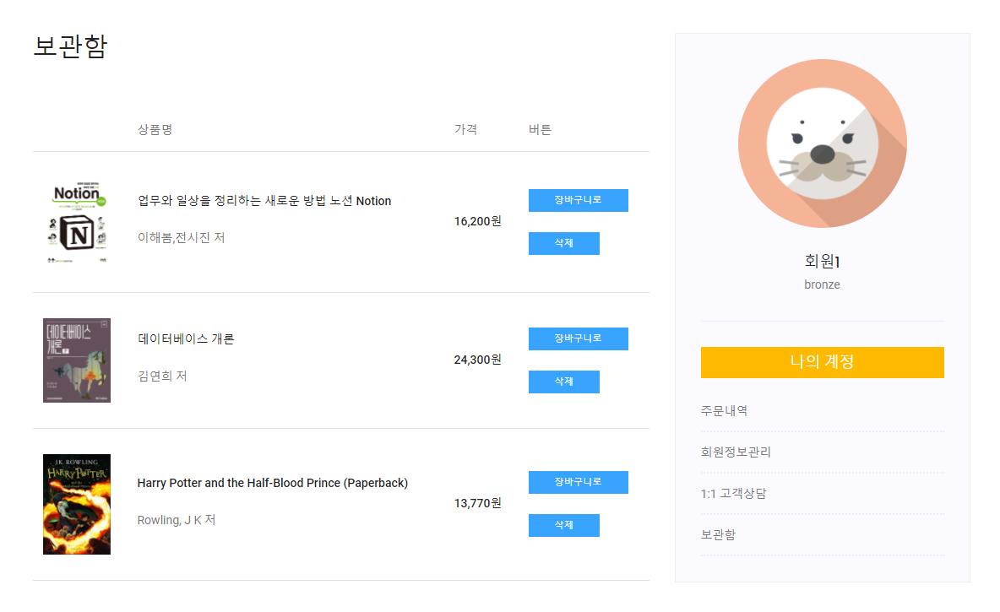 보관함
상품명 가격 버튼
Notion
N
업무와 일상을 정리하는 새로운 방법 노션 Notion
이해봄,전시진 저
16,200원
장바구니로
삭제
데이터베이스
개론
데이터베이스 개론
김연희 저
24,300원
장바구니로
삭제
J.K. ROWLING
HARRY POTTER
and the
Half-Blood Prince
Harry Potter and the Half-Blood Prince (Paperback)
Rowling, J K 저
13,770원
장바구니로
삭제
회원1
bronze
나의 계정
주문내역
회원정보관리
1:1 고객상담
보관함